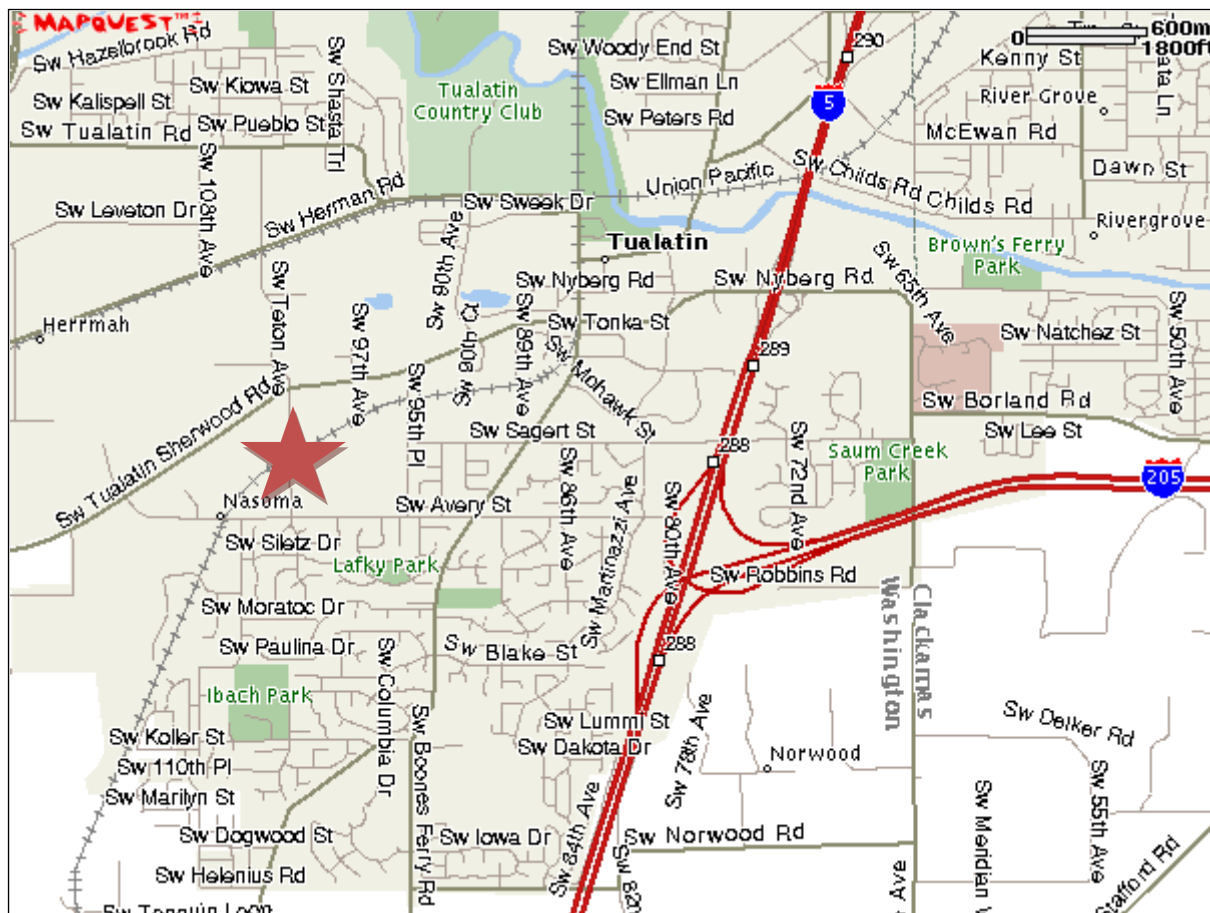 MAPQUEST™
600m
0
1800ft
290
Sw Hazelbrook Rd
Sw Woody End St
Kenny St
Sw Kiowa St
Sw Shasta Trl
Tualatin
Country Club
Sw Ellman Ln
5
River Grove
Sw Kalispell St
Sw Pueblo St
Sw Peters Rd
Sw Tualatin Rd
McEwan Rd
Sw 108th Ave
Sw Childs Rd
Childs Rd
Dawn St
Union Pacific
Sw Leveton Dr
Sw Herman Rd
Sw Sweek Dr
Rivergrove
Tualatin
Brown's Ferry
Park
Sw 90th Ave
Sw 65th Ave
Sw Teton Ave
Sw Nyberg Rd
Sw Nyberg Rd
Herrmah
Sw 97th Ave
Sw 90th Ct
Sw 89th Ave
Sw Tonka St
Sw Natchez St
Sw 50th Ave
289
Sw Mohawk St
Sw 95th Pl
Sw Borland Rd
Sw Tualatin Sherwood Rd
Sw Sagert St
Sw Lee St
288
Sw 72nd Ave
Saum Creek
Park
205
Nasoma
Sw Avery St
Sw 86th Ave
Sw Martinazzi Ave
Sw 80th Ave
Sw Siletz Dr
Lafky Park
Sw Robbins Rd
Washington
Clackamas
Sw Moratoc Dr
Sw Paulina Dr
Sw Blake St
288
Sw Columbia Dr
Ibach Park
Sw Boones Ferry Rd
Sw Lummi St
Sw 78th Ave
Sw Delker Rd
Sw Koller St
Sw Dakota Dr
Norwood
Sw 110th Pl
Sw 55th Ave
Sw Marilyn St
Sw 84th Ave
Sw Meridian
Sw Dogwood St
Sw Iowa Dr
Sw Norwood Rd
Stafford Rd
Sw Helenius Rd
Ave